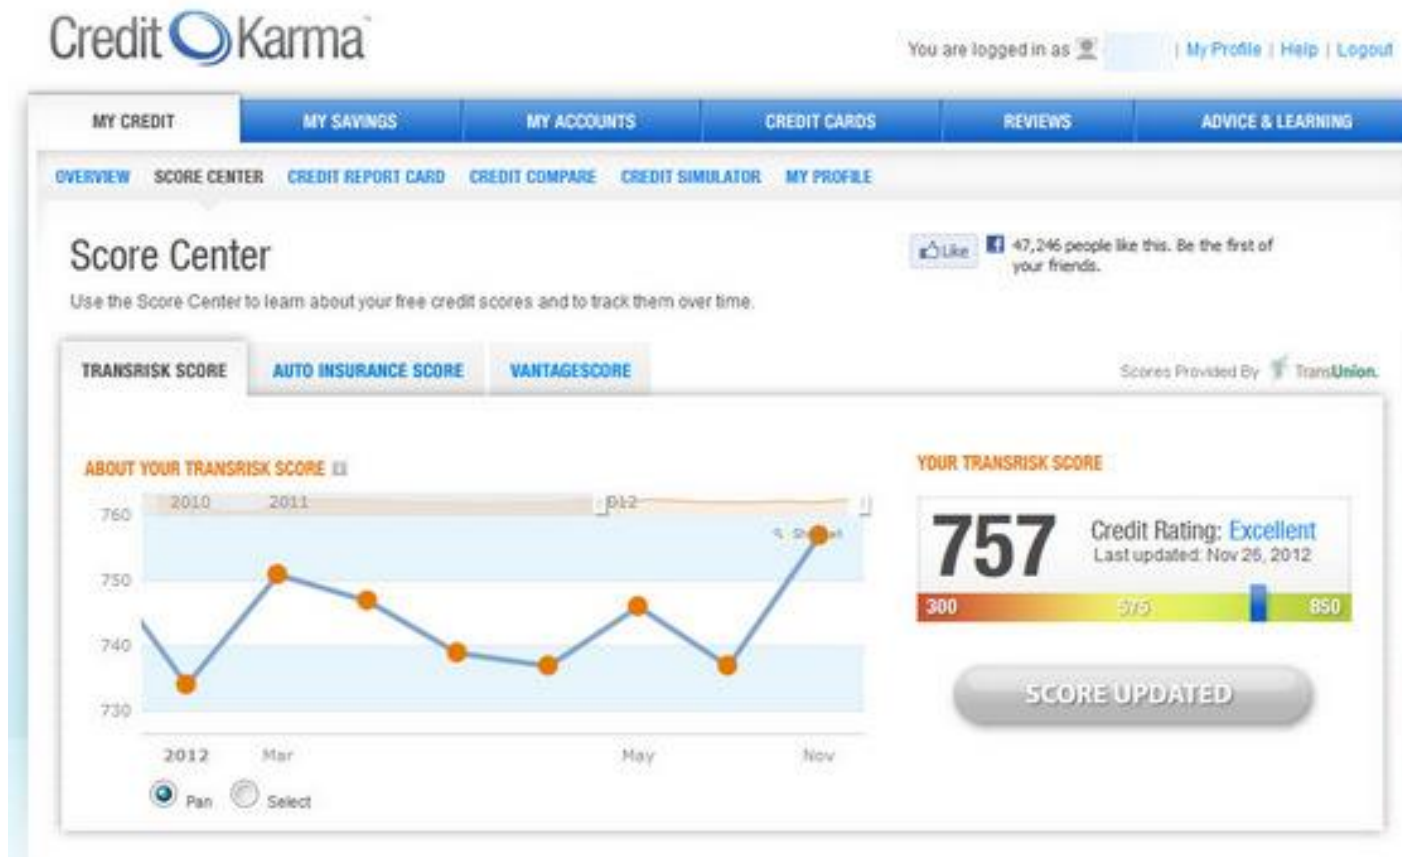 Credit Karma
You are logged in as | My Profile | Help | Logout
MY CREDIT MY SAVINGS MY ACCOUNTS CREDIT CARDS REVIEWS ADVICE & LEARNING
OVERVIEW SCORE CENTER CREDIT REPORT CARD CREDIT COMPARE CREDIT SIMULATOR MY PROFILE
Score Center
Like 47,246 people like this. Be the first of
your friends.
Use the Score Center to learn about your free credit scores and to track them over time.
TRANSRISK SCORE AUTO INSURANCE SCORE VANTAGESCORE
Scores Provided By TransUnion.
ABOUT YOUR TRANSRISK SCORE
2010 2011 012
760
750
740
730
2012 Mar May Nov
Pan Select
YOUR TRANSRISK SCORE
757
Credit Rating: Excellent
Last updated: Nov 26, 2012
300 575 850
SCORE UPDATED